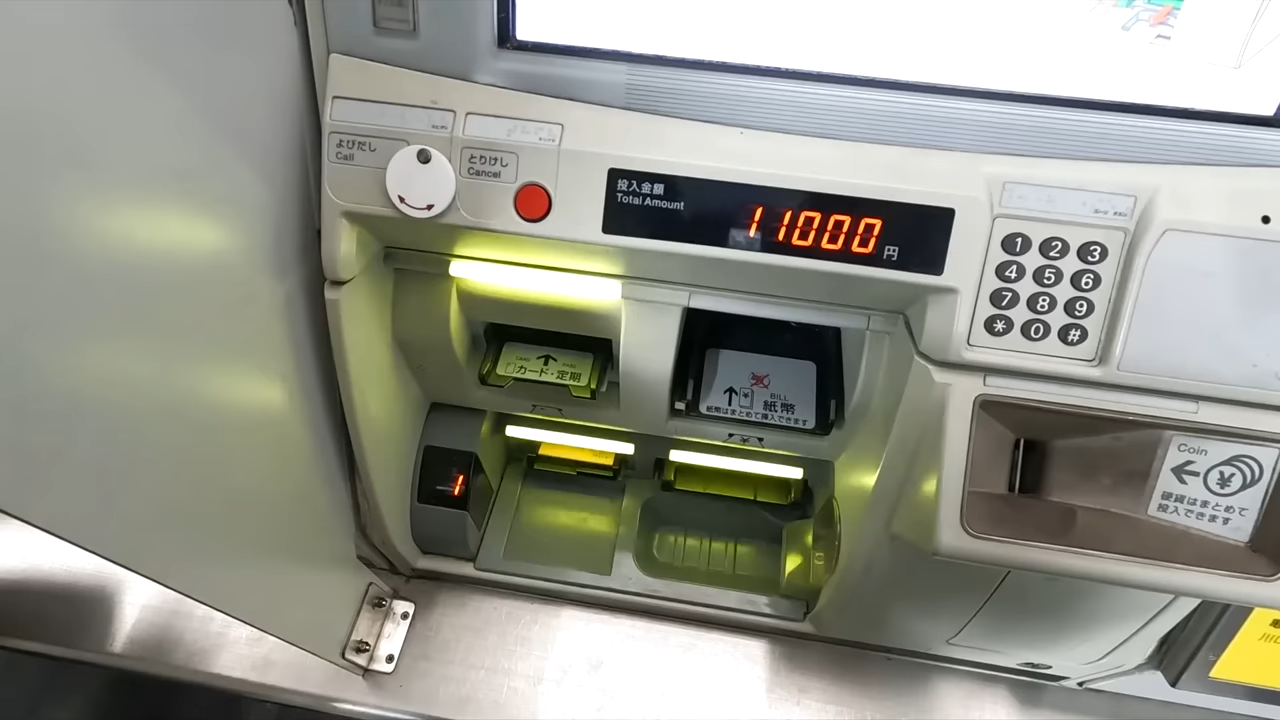 よびだし
Call
とりけし
Cancel
投入金額
Total Amount
11000
円
1 2 3
4 5 6
7 8 9
* 0 #
CARD
カード・定期
BILL
¥
紙幣
紙幣はまとめて挿入できます
¥
1
Coin
¥
硬貨はまとめて
投入できます